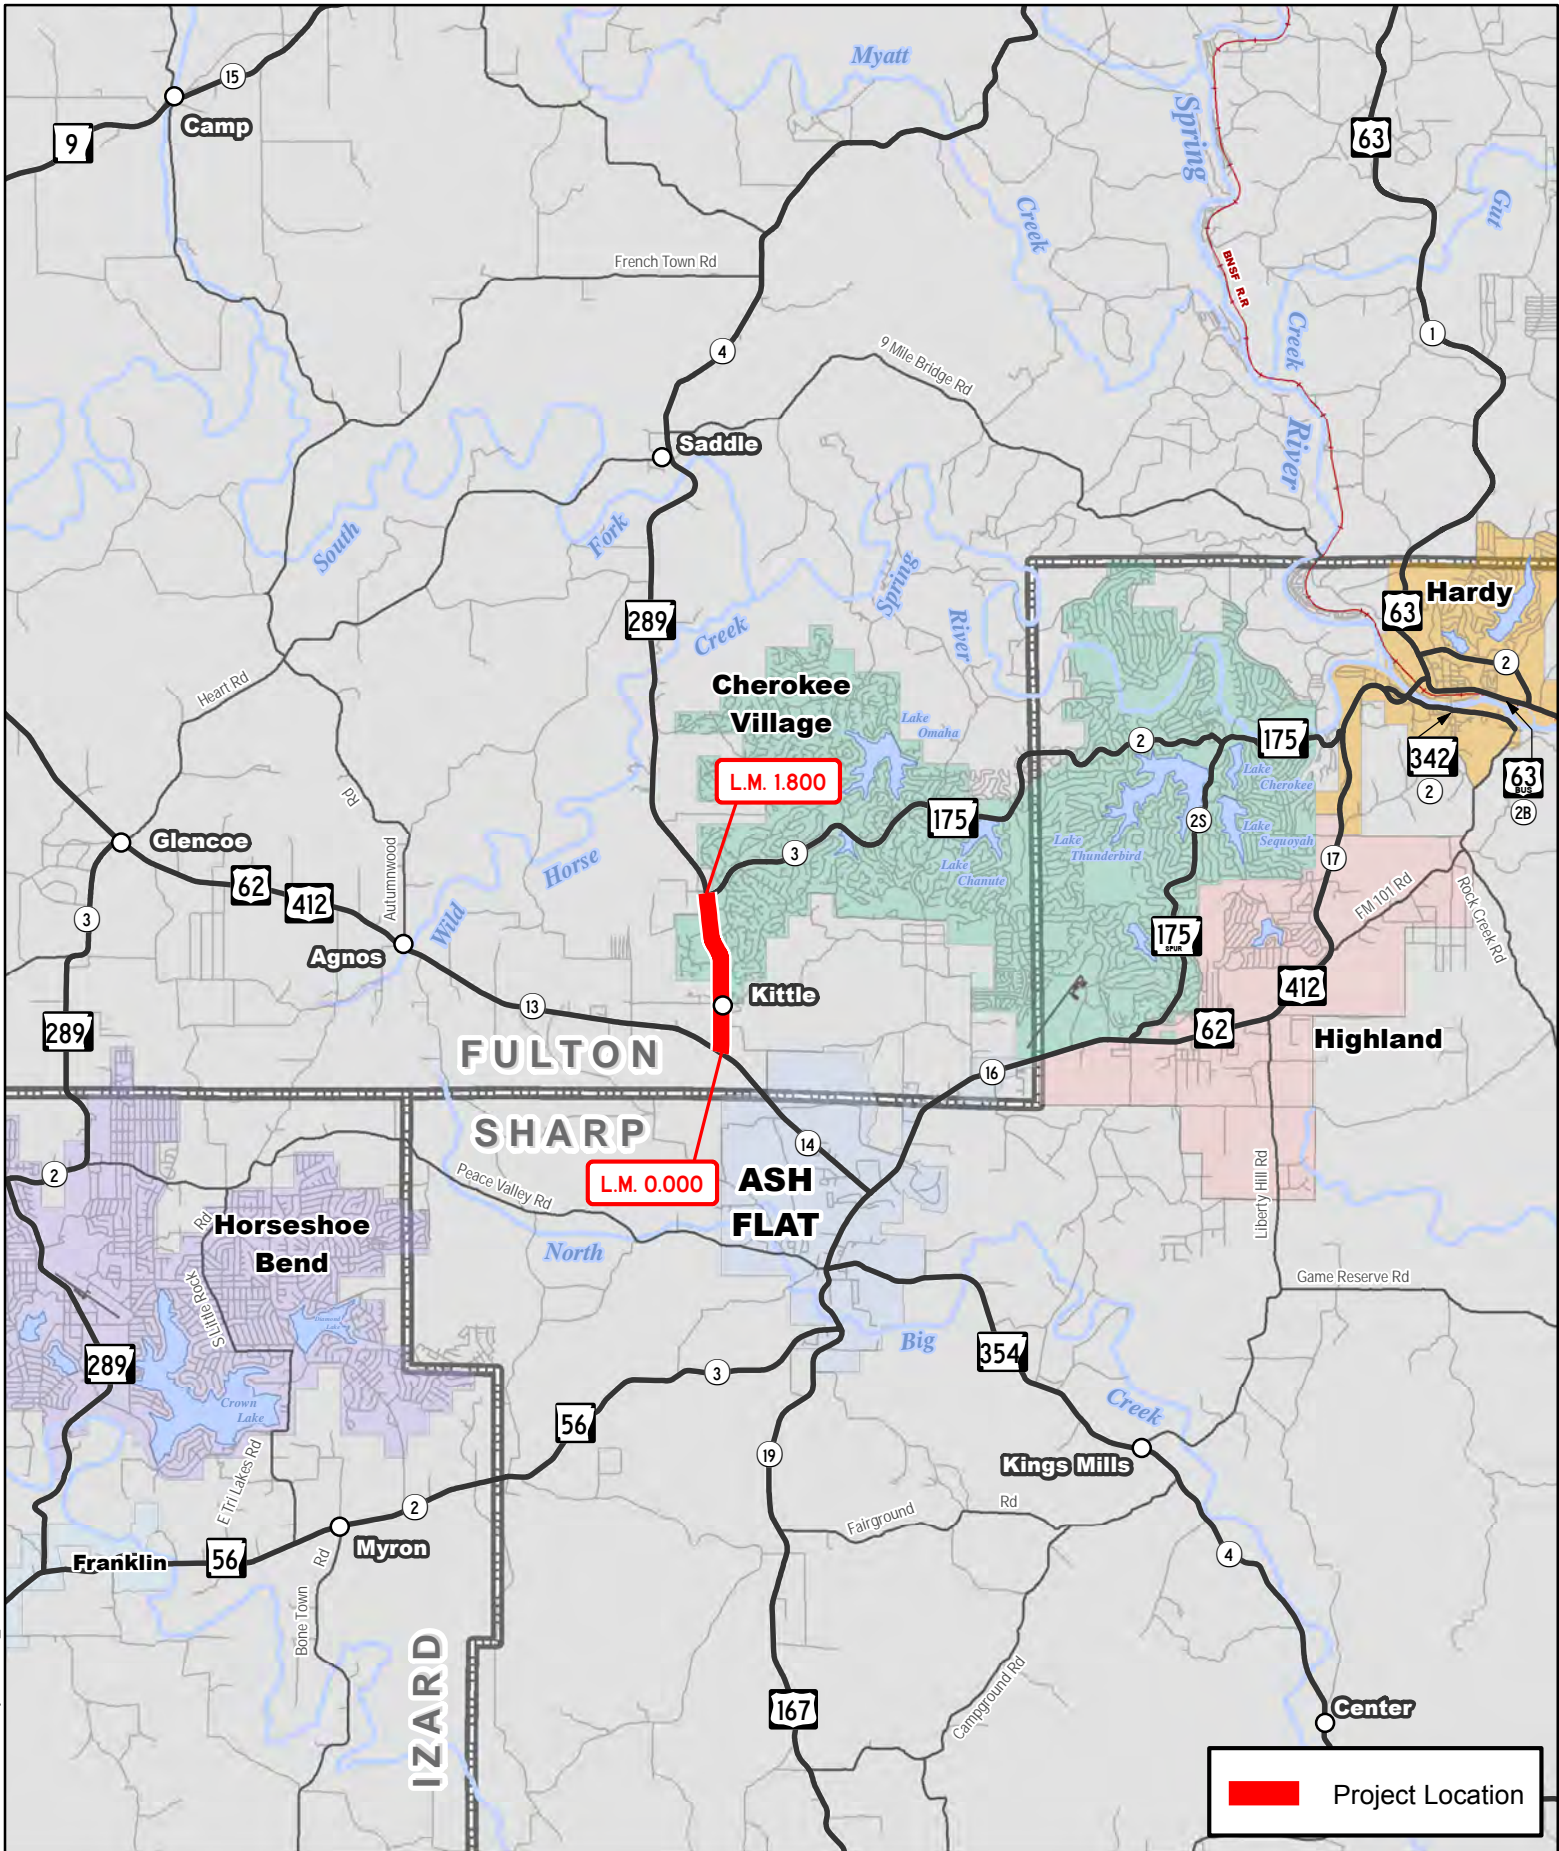 Myatt
15
Camp
9
Spring
63
Gut
Creek
French Town Rd
BNSF R.R
Creek
1
4
9 Mile Bridge Rd
Saddle
River
South
Fork
Spring
289
Creek
River
Hardy
63
2
Heart Rd
Cherokee
Village
Lake
Omaha
2
175
342
2
63
BUS
2B
L.M. 1.800
Lake
Cherokee
Rd
175
2S
Lake
Sequoyah
Glencoe
Autumnwood
3
Lake
Thunderbird
17
Horse
Lake
Chanute
62
412
FM 101 Rd
Rock Creek Rd
3
Wild
175
SPUR
Agnos
412
Kittle
13
289
62
Highland
FULTON
16
SHARP
14
2
Peace Valley Rd
L.M. 0.000
ASH
FLAT
Liberty Hill Rd
Rd
Horseshoe
Bend
North
S Little Rock
Game Reserve Rd
Diamond
Lake
Big
289
354
3
Crown
Lake
56
Creek
19
Kings Mills
E Tri Lakes Rd
2
Fairground
Rd
Myron
Franklin
56
Rd
4
Bone Town
IZARD
Campground Rd
167
Center
Project Location